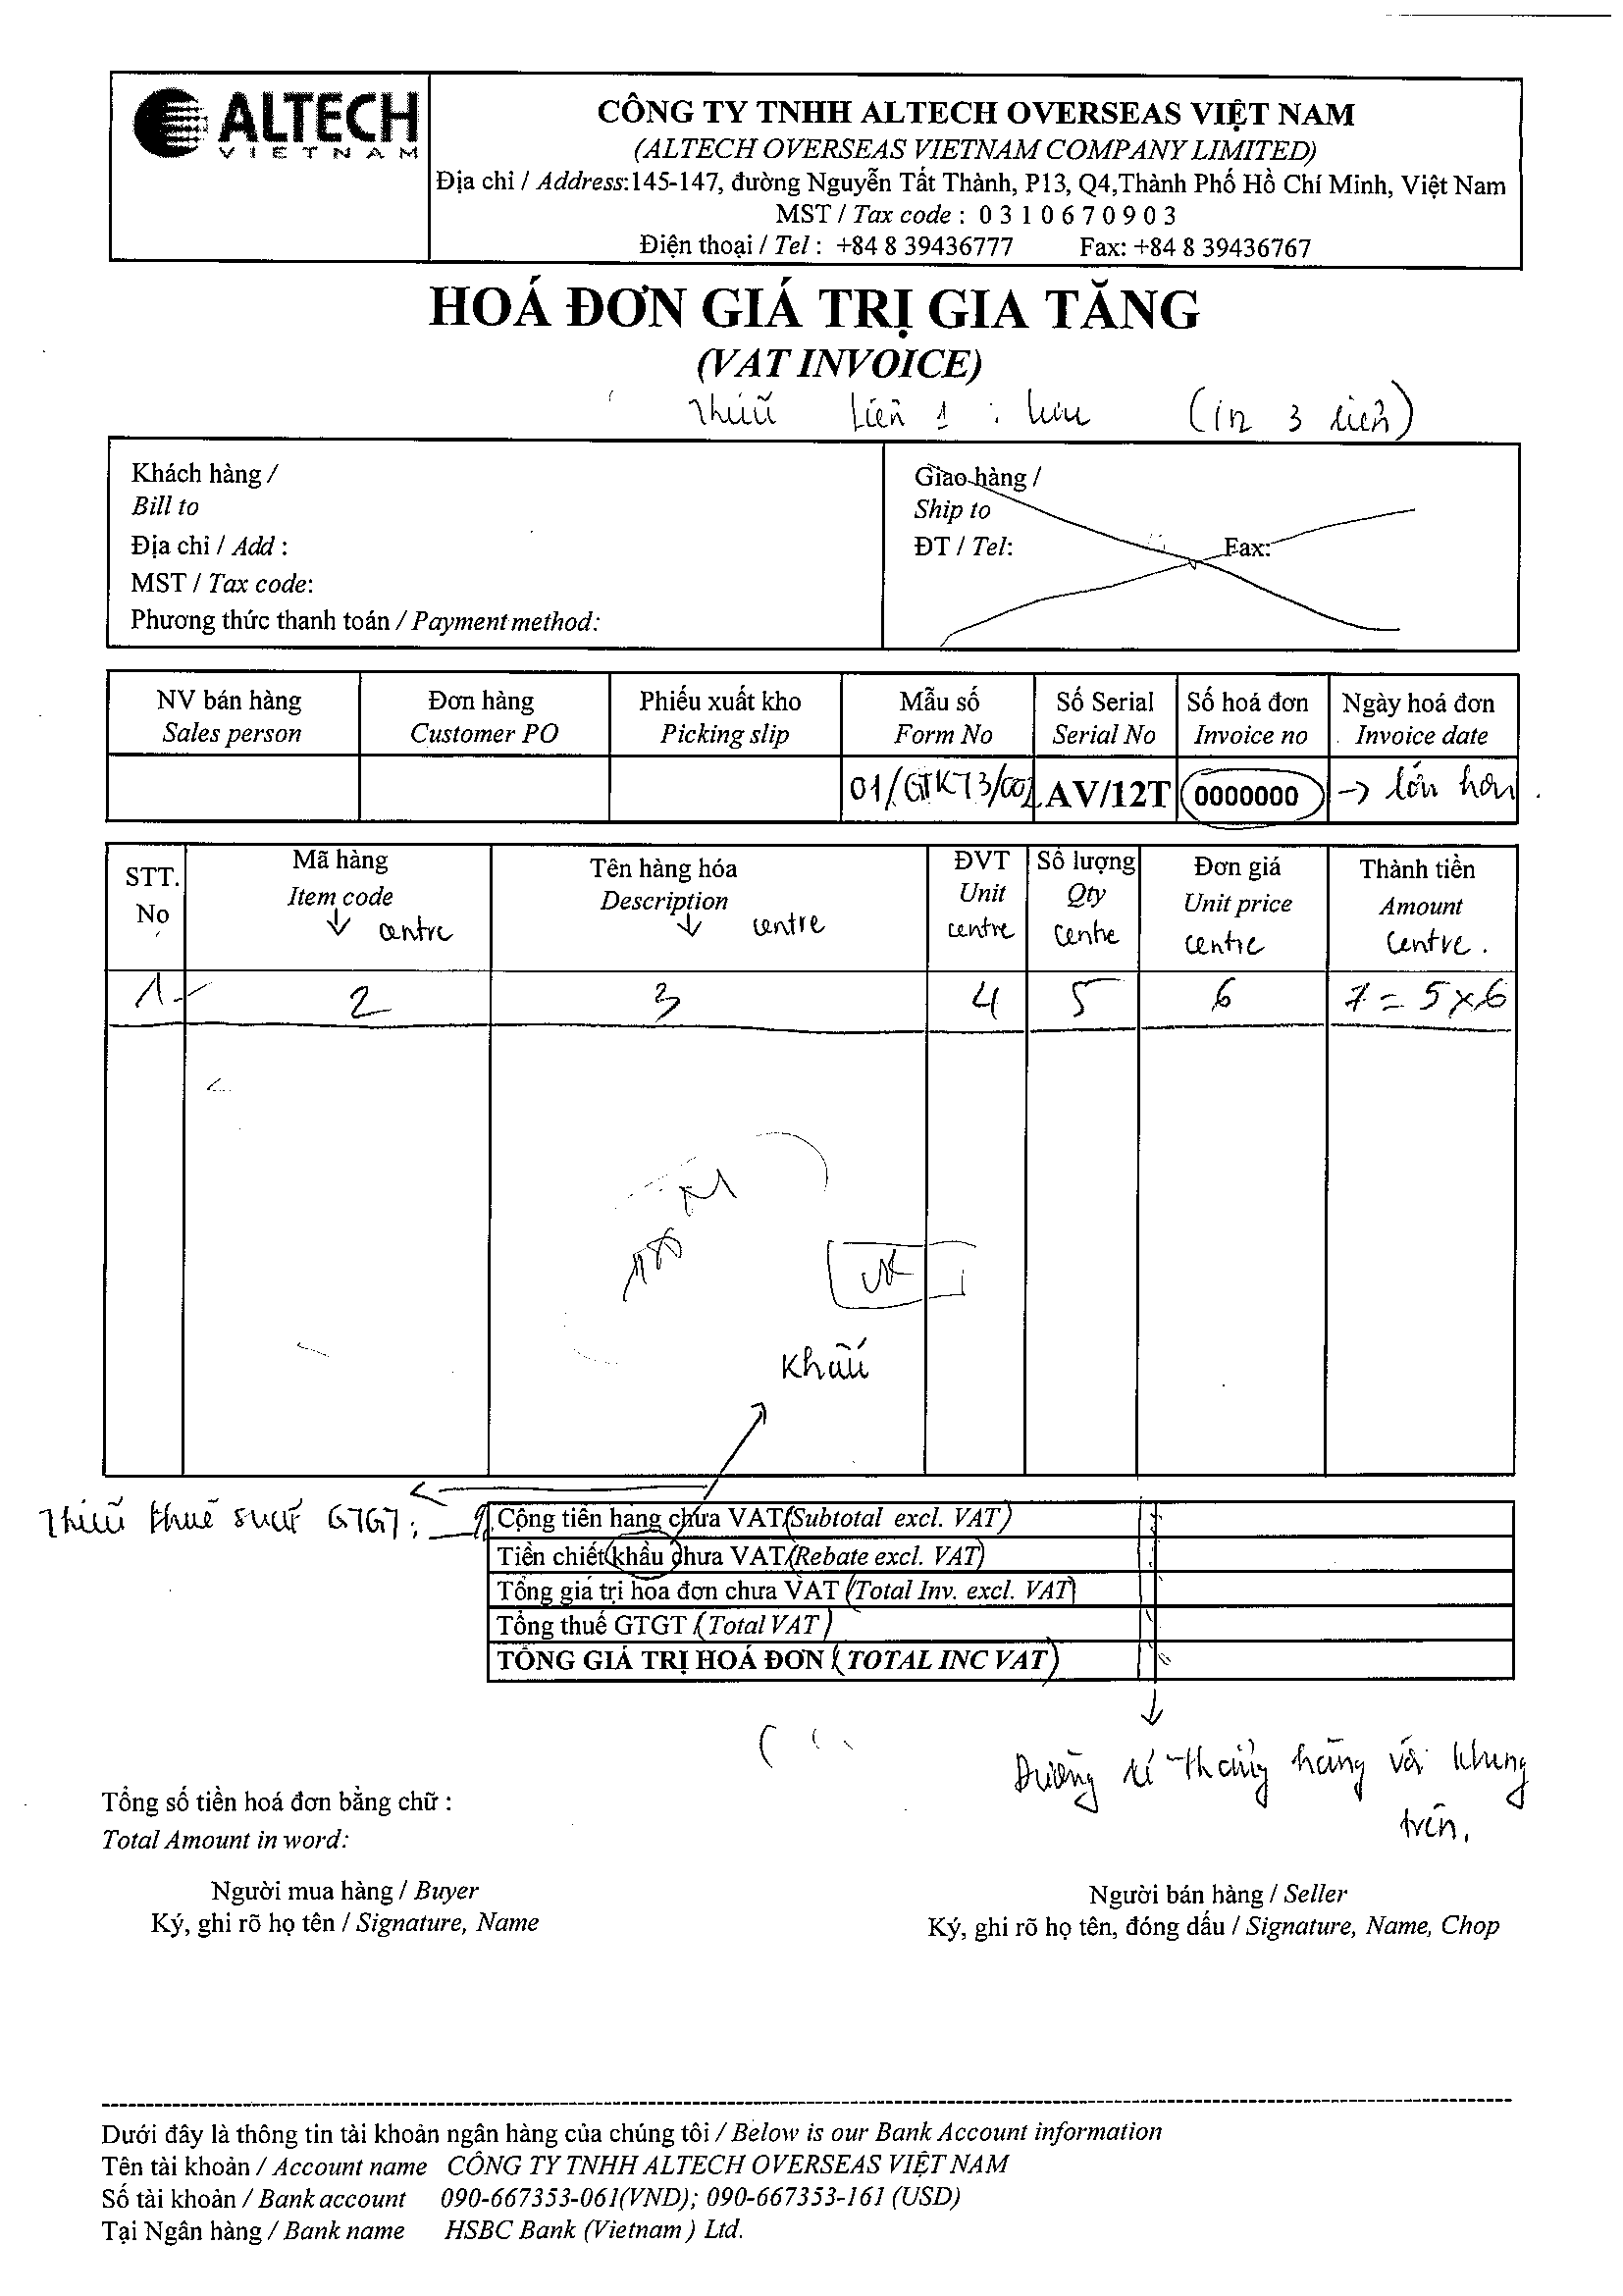 ALTECH
VIETNAM
CÔNG TY TNHH ALTECH OVERSEAS VIỆT NAM
(ALTECH OVERSEAS VIETNAM COMPANY LIMITED)
Địa chỉ / Address:145-147, đường Nguyễn Tất Thành, P13, Q4,Thành Phố Hồ Chí Minh, Việt Nam
MST / Tax code : 0 3 1 0 6 7 0 9 0 3
Điện thoại / Tel : +84 8 39436777 Fax: +84 8 39436767
HOÁ ĐƠN GIÁ TRỊ GIA TĂNG
(VAT INVOICE)
Thiếu Liên 1 : lưu (in 3 liên)
Khách hàng /
Bill to
Địa chỉ / Add :
MST / Tax code:
Phương thức thanh toán / Payment method:
Giao hàng /
Ship to
ĐT / Tel: Fax:
NV bán hàng Đơn hàng Phiếu xuất kho Mẫu số Số Serial Số hoá đơn Ngày hoá đơn
Sales person Customer PO Picking slip Form No Serial No Invoice no Invoice date
01/GTKT3/001 AV/12T 0000000 → lớn hơn
STT. Mã hàng Tên hàng hóa ĐVT Số lượng Đơn giá Thành tiền
No Item code Description Unit Qty Unit price Amount
↓ centre ↓ centre centre centre centre centre.
1 2 3 4 5 6 7 = 5 x 6
khấu
Thiếu thuế suất GTGT:
Cộng tiền hàng chưa VAT(Subtotal excl. VAT)
Tiền chiết khẩu chưa VAT(Rebate excl. VAT)
Tổng giá trị hoa đơn chưa VAT (Total Inv. excl. VAT)
Tổng thuế GTGT (Total VAT)
TỔNG GIÁ TRỊ HOÁ ĐƠN (TOTAL INC VAT)
Đường kẻ thẳng hàng với khung
trên.
Tổng số tiền hoá đơn bằng chữ :
Total Amount in word:
Người mua hàng / Buyer
Ký, ghi rõ họ tên / Signature, Name
Người bán hàng / Seller
Ký, ghi rõ họ tên, đóng dấu / Signature, Name, Chop
Dưới đây là thông tin tài khoản ngân hàng của chúng tôi / Below is our Bank Account information
Tên tài khoản / Account name CÔNG TY TNHH ALTECH OVERSEAS VIỆT NAM
Số tài khoản / Bank account 090-667353-061(VND); 090-667353-161 (USD)
Tại Ngân hàng / Bank name HSBC Bank (Vietnam ) Ltd.